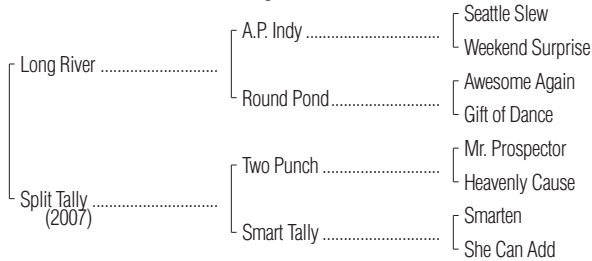 Seattle Slew
A.P. Indy ..............................
Weekend Surprise
Long River ..........................
Awesome Again
Round Pond........................
Gift of Dance
Mr. Prospector
Two Punch ..........................
Heavenly Cause
Split Tally ............................
(2007)
Smarten
Smart Tally ...........................
She Can Add